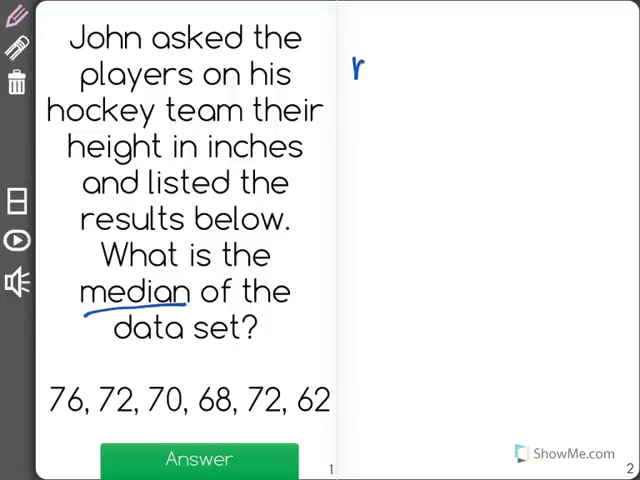 John asked the
players on his
hockey team their
height in inches
and listed the
results below.
What is the
median of the
data set?
76, 72, 70, 68, 72, 62
Answer
1
r
ShowMe.com
2